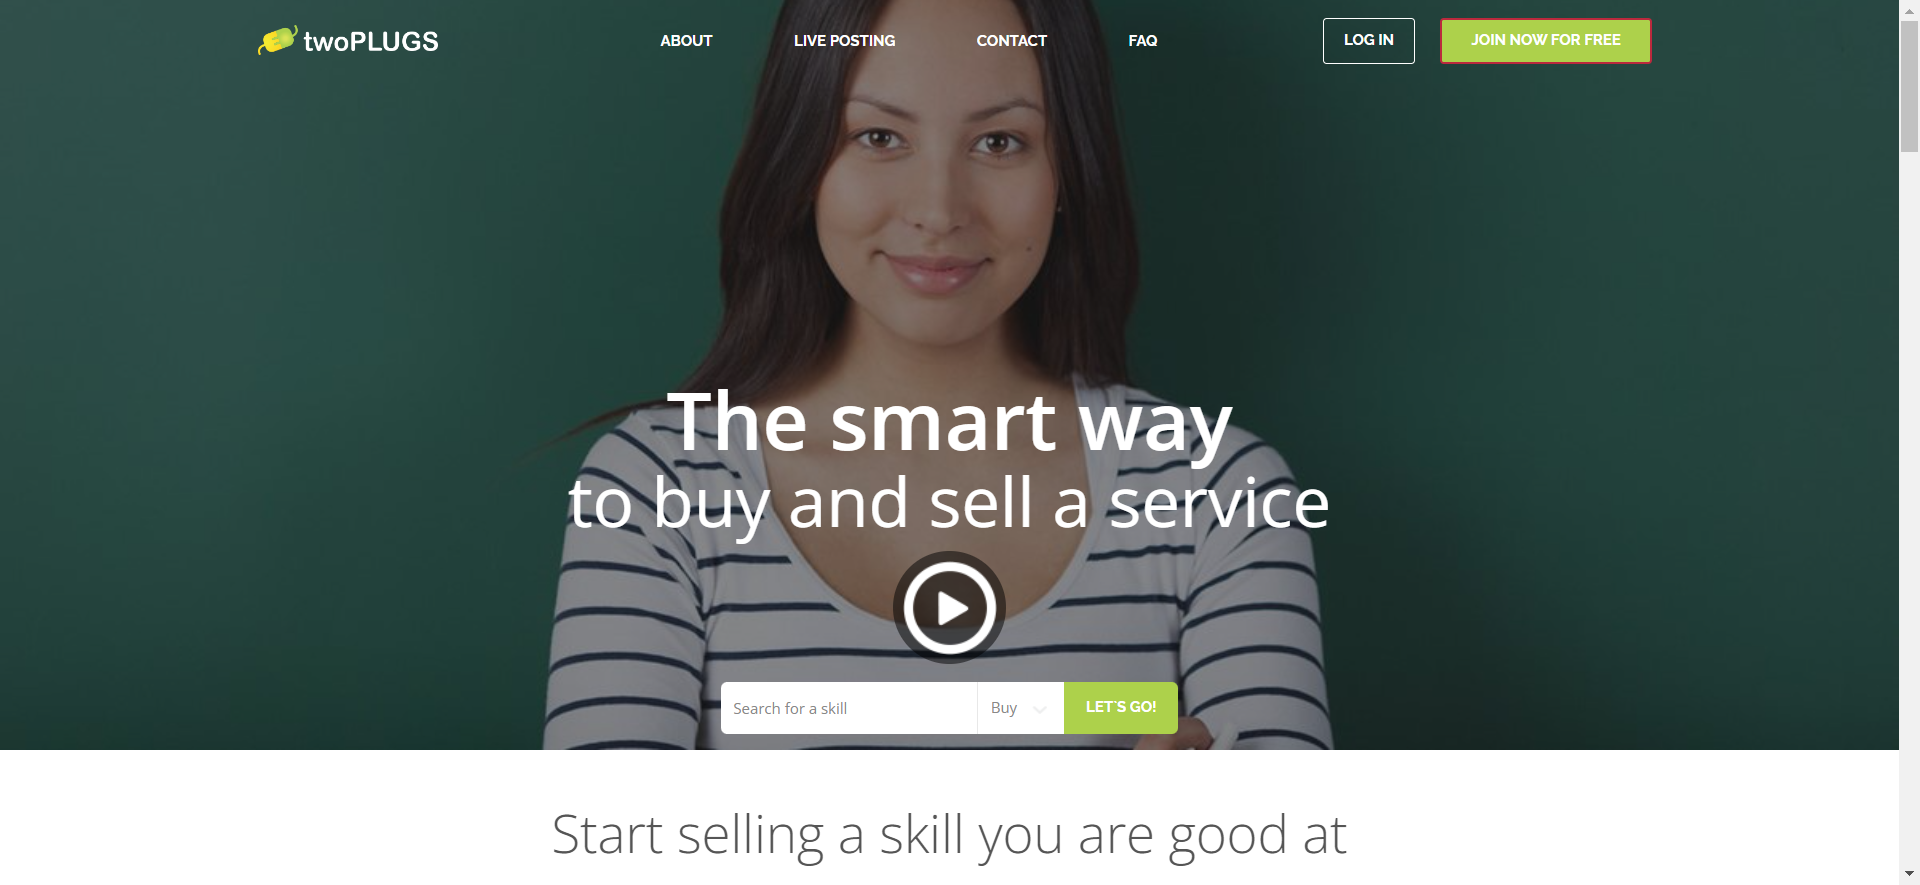 twoPLUGS
ABOUT
LIVE POSTING
CONTACT
FAQ
LOG IN
JOIN NOW FOR FREE
The smart way
to buy and sell a service
Search for a skill
Buy
LET'S GO!
Start selling a skill you are good at